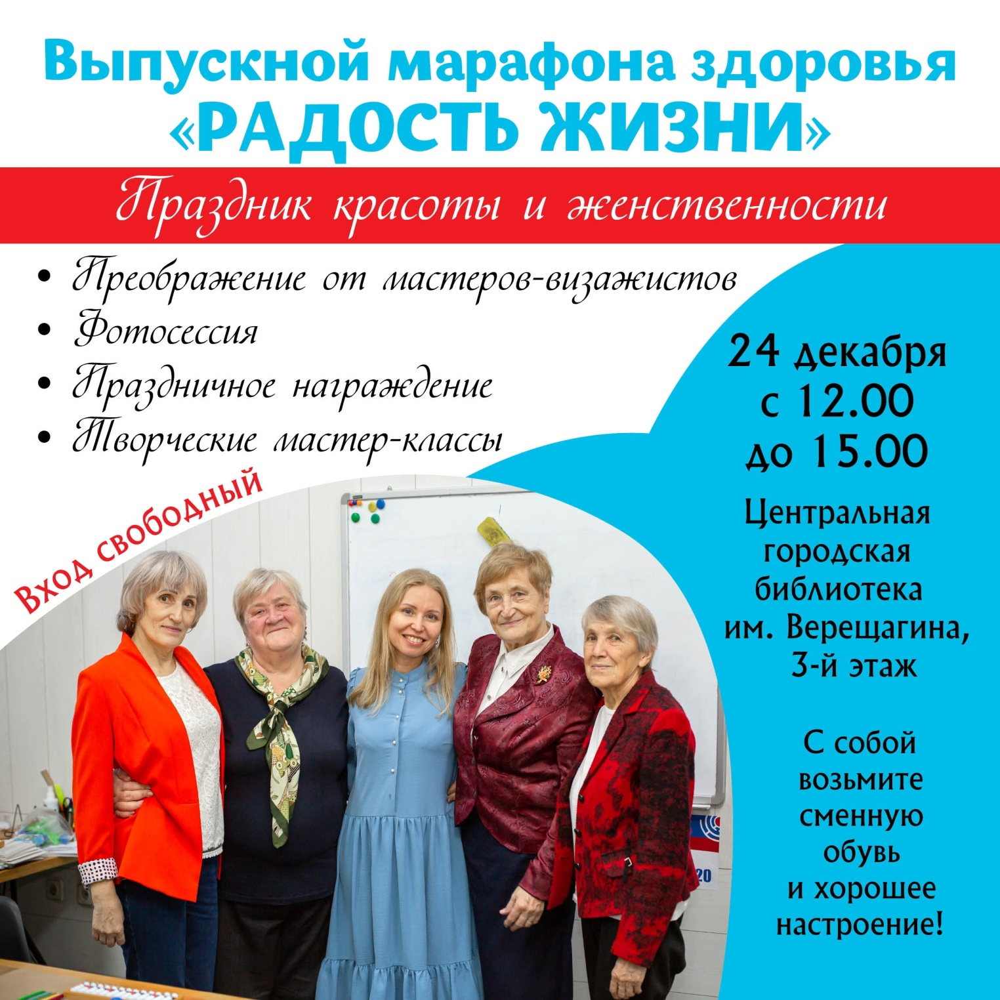 Выпускной марафона здоровья
«РАДОСТЬ ЖИЗНИ»
Праздник красоты и женственности
• Преображение от мастеров-визажистов
• Фотосессия
• Праздничное награждение
• Творческие мастер-классы
Вход свободный
24 декабря
с 12.00
до 15.00
Центральная
городская
библиотека
им. Верещагина,
3-й этаж
С собой
возьмите
сменную
обувь
и хорошее
настроение!
20